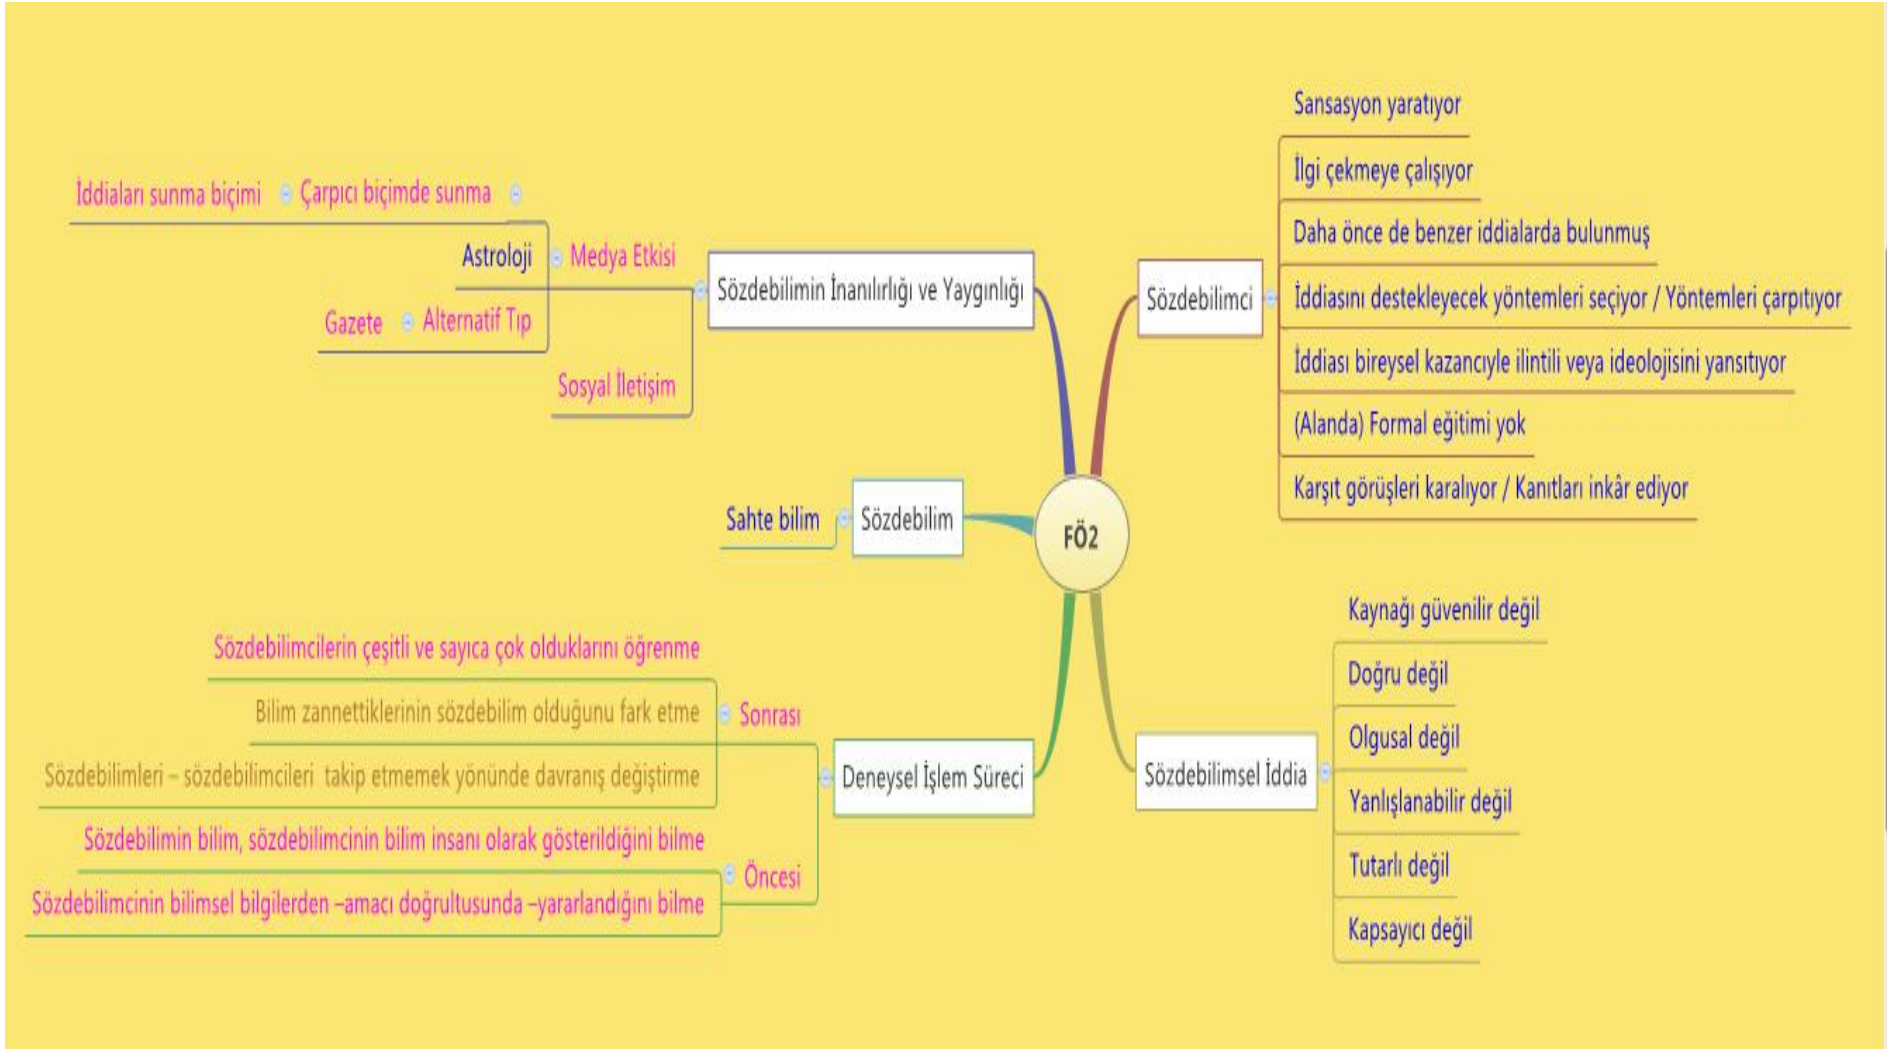 Sansasyon yaratıyor
İlgi çekmeye çalışıyor
Daha önce de benzer iddialarda bulunmuş
Sözdebilimci
İddiasını destekleyecek yöntemleri seçiyor / Yöntemleri çarpıtıyor
İddiası bireysel kazancıyle ilintili veya ideolojisini yansıtıyor
(Alanda) Formal eğitimi yok
Karşıt görüşleri karalıyor / Kanıtları inkâr ediyor
İddiaları sunma biçimi
Çarpıcı biçimde sunma
Astroloji
Medya Etkisi
Sözdebilimin İnanılırlığı ve Yaygınlığı
Gazete
Alternatif Tıp
Sosyal İletişim
Sahte bilim
Sözdebilim
FÖ2
Sözdebilimcilerin çeşitli ve sayıca çok olduklarını öğrenme
Bilim zannettiklerinin sözdebilim olduğunu fark etme
Sonrası
Sözdebilimleri – sözdebilimcileri takip etmemek yönünde davranış değiştirme
Deneysel İşlem Süreci
Sözdebilimin bilim, sözdebilimcinin bilim insanı olarak gösterildiğini bilme
Öncesi
Sözdebilimcinin bilimsel bilgilerden –amacı doğrultusunda –yararlandığını bilme
Kaynağı güvenilir değil
Doğru değil
Olgusal değil
Sözdebilimsel İddia
Yanlışlanabilir değil
Tutarlı değil
Kapsayıcı değil